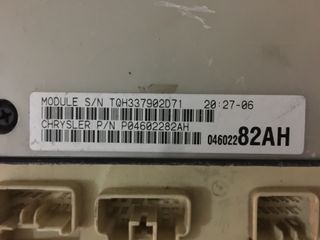 MODULE S/N TQH337902D71 20:27-06
CHRYSLER P/N P04602282AH
04602282AH